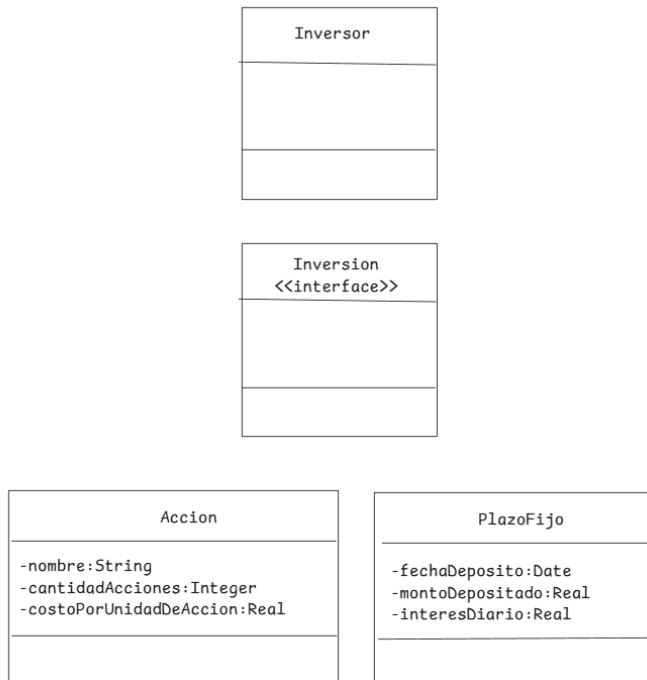 Inversor
Inversion
<<interface>>
Accion
-nombre:String
-cantidadAcciones:Integer
-costoPorUnidadDeAccion:Real
PlazoFijo
-fechaDeposito:Date
-montoDepositado:Real
-interesDiario:Real